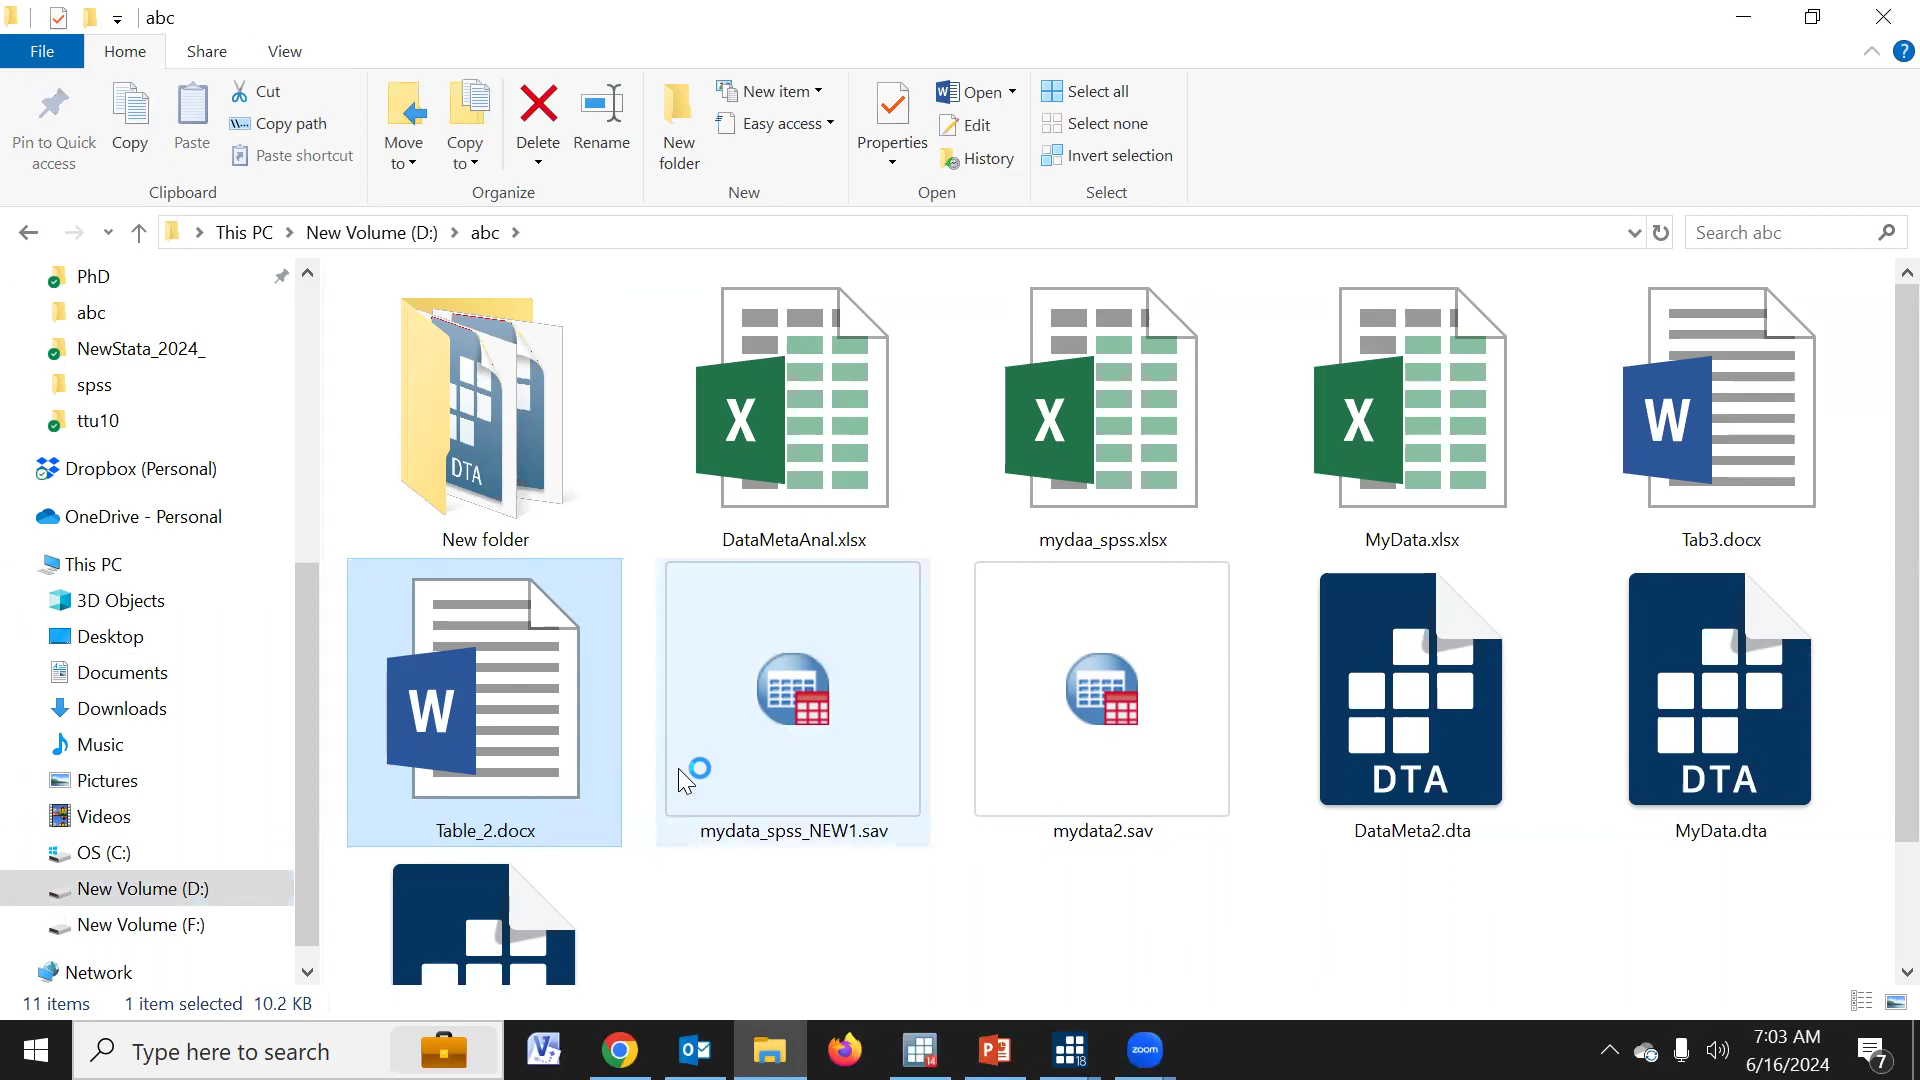 abc
File
Home
Share
View
Pin to Quick access
Copy
Paste
Cut
Copy path
Paste shortcut
Clipboard
Move to
Copy to
Delete
Rename
Organize
New folder
New item
Easy access
New
Properties
Open
Edit
History
Open
Select all
Select none
Invert selection
Select
This PC
New Volume (D:)
abc
Search abc
PhD
abc
NewStata_2024_
spss
ttu10
Dropbox (Personal)
OneDrive - Personal
This PC
3D Objects
Desktop
Documents
Downloads
Music
Pictures
Videos
OS (C:)
New Volume (D:)
New Volume (F:)
Network
DTA
New folder
X
DataMetaAnal.xlsx
X
mydaa_spss.xlsx
X
MyData.xlsx
W
Tab3.docx
W
Table_2.docx
mydata_spss_NEW1.sav
mydata2.sav
DTA
DataMeta2.dta
DTA
MyData.dta
11 items
1 item selected
10.2 KB
Type here to search
14
18
zoom
7:03 AM
6/16/2024
7